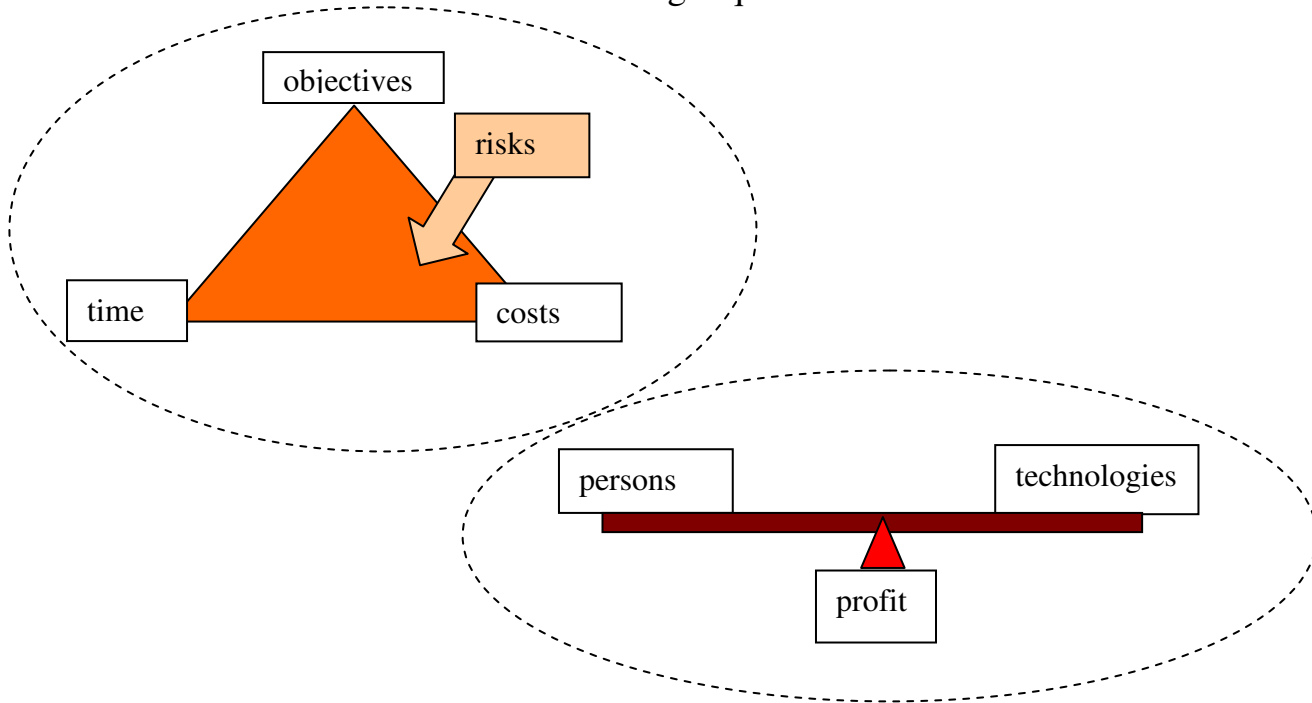 objectives
risks
time
costs
persons
technologies
profit